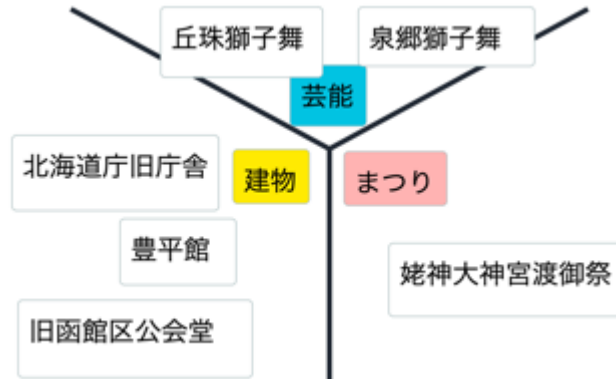 丘珠獅子舞
泉郷獅子舞
芸能
北海道庁旧庁舎
建物
まつり
豊平館
姥神大神宮渡御祭
旧函館区公会堂